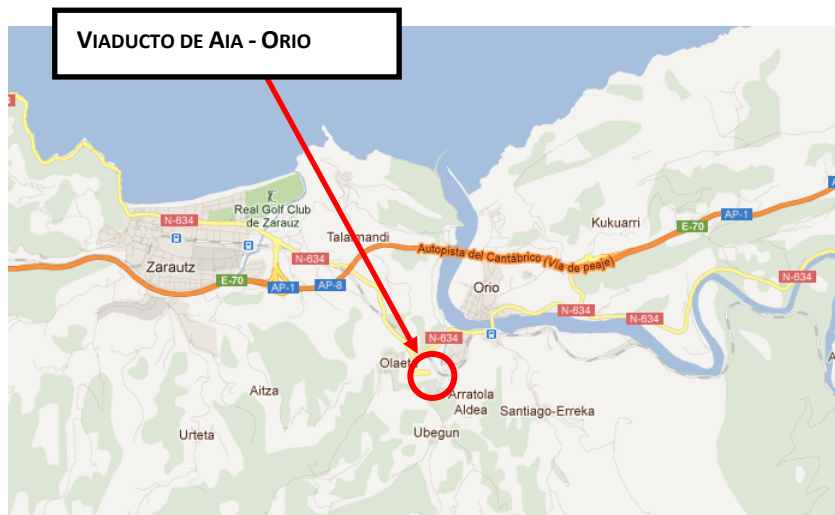 VIADUCTO DE AIA - ORIO
N-634
Real Golf Club
de Zarauz
Talaimendi
N-634
Zarautz
E-70
AP-1
AP-8
Autopista del Cantábrico (Vía de peaje)
Kukuarri
E-70
AP-1
N-634
Orio
N-634
N-634
N-634
Olaeta
Aitza
Arratola
Aldea
Santiago-Erreka
Urteta
Ubegun